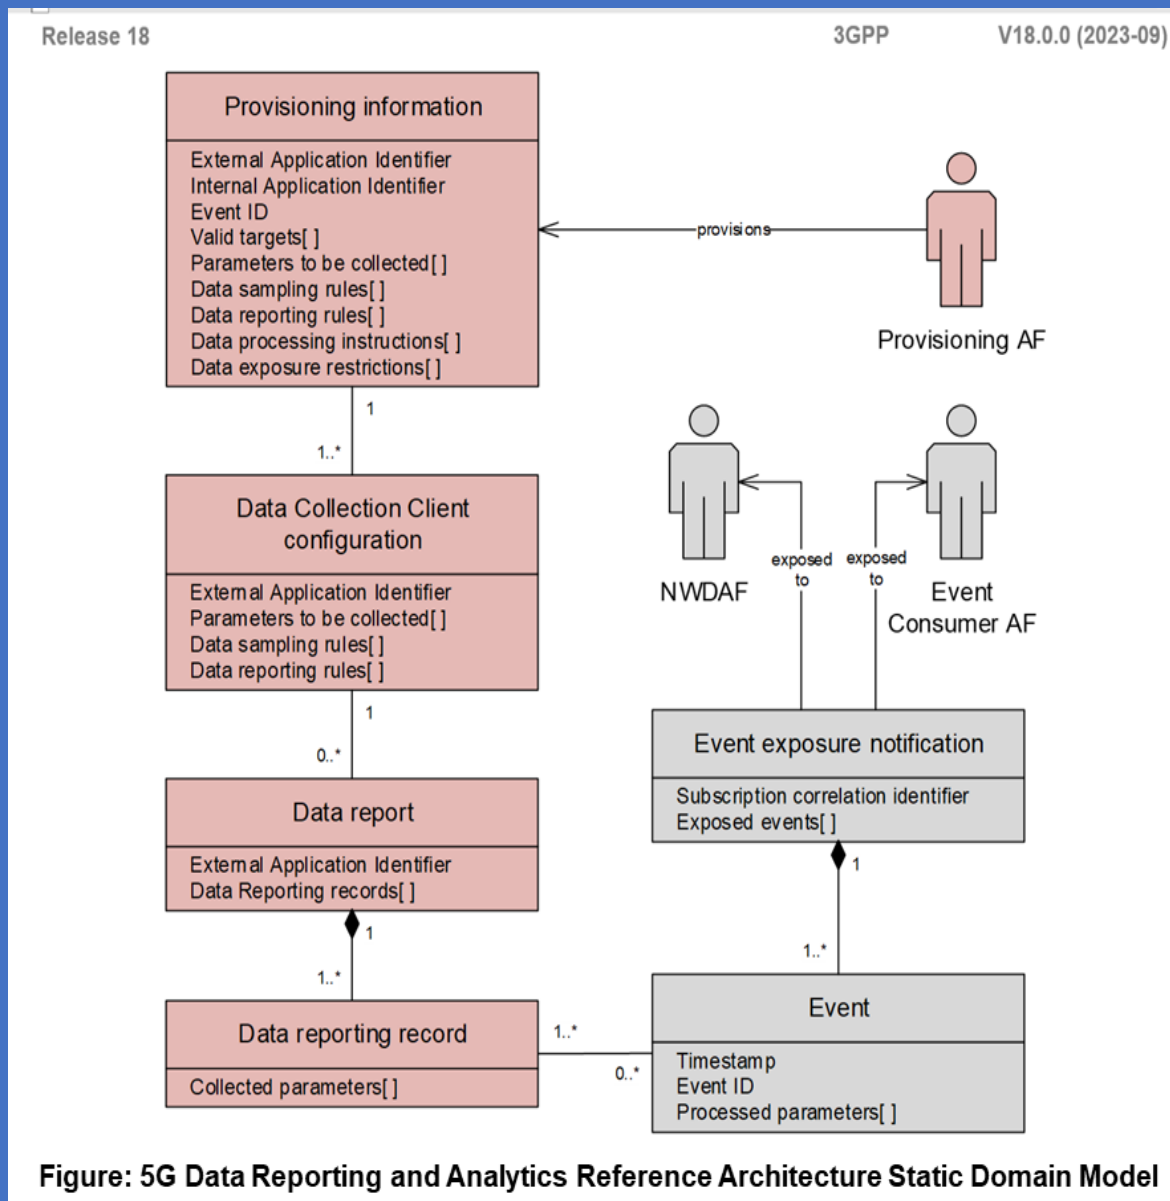 Release 18
3GPP
V18.0.0 (2023-09)
Provisioning information
External Application Identifier
Internal Application Identifier
Event ID
Valid targets[ ]
Parameters to be collected[ ]
Data sampling rules[ ]
Data reporting rules[ ]
Data processing instructions[ ]
Data exposure restrictions[ ]
provisions
Provisioning AF
1
1..*
Data Collection Client
configuration
External Application Identifier
Parameters to be collected[ ]
Data sampling rules[ ]
Data reporting rules[ ]
NWDAF
Event
Consumer AF
exposed
to
exposed
to
1
0..*
Data report
External Application Identifier
Data Reporting records[ ]
Event exposure notification
Subscription correlation identifier
Exposed events[ ]
1
1..*
1
1..*
Data reporting record
Collected parameters[ ]
1..*
0..*
Event
Timestamp
Event ID
Processed parameters[ ]
Figure: 5G Data Reporting and Analytics Reference Architecture Static Domain Model